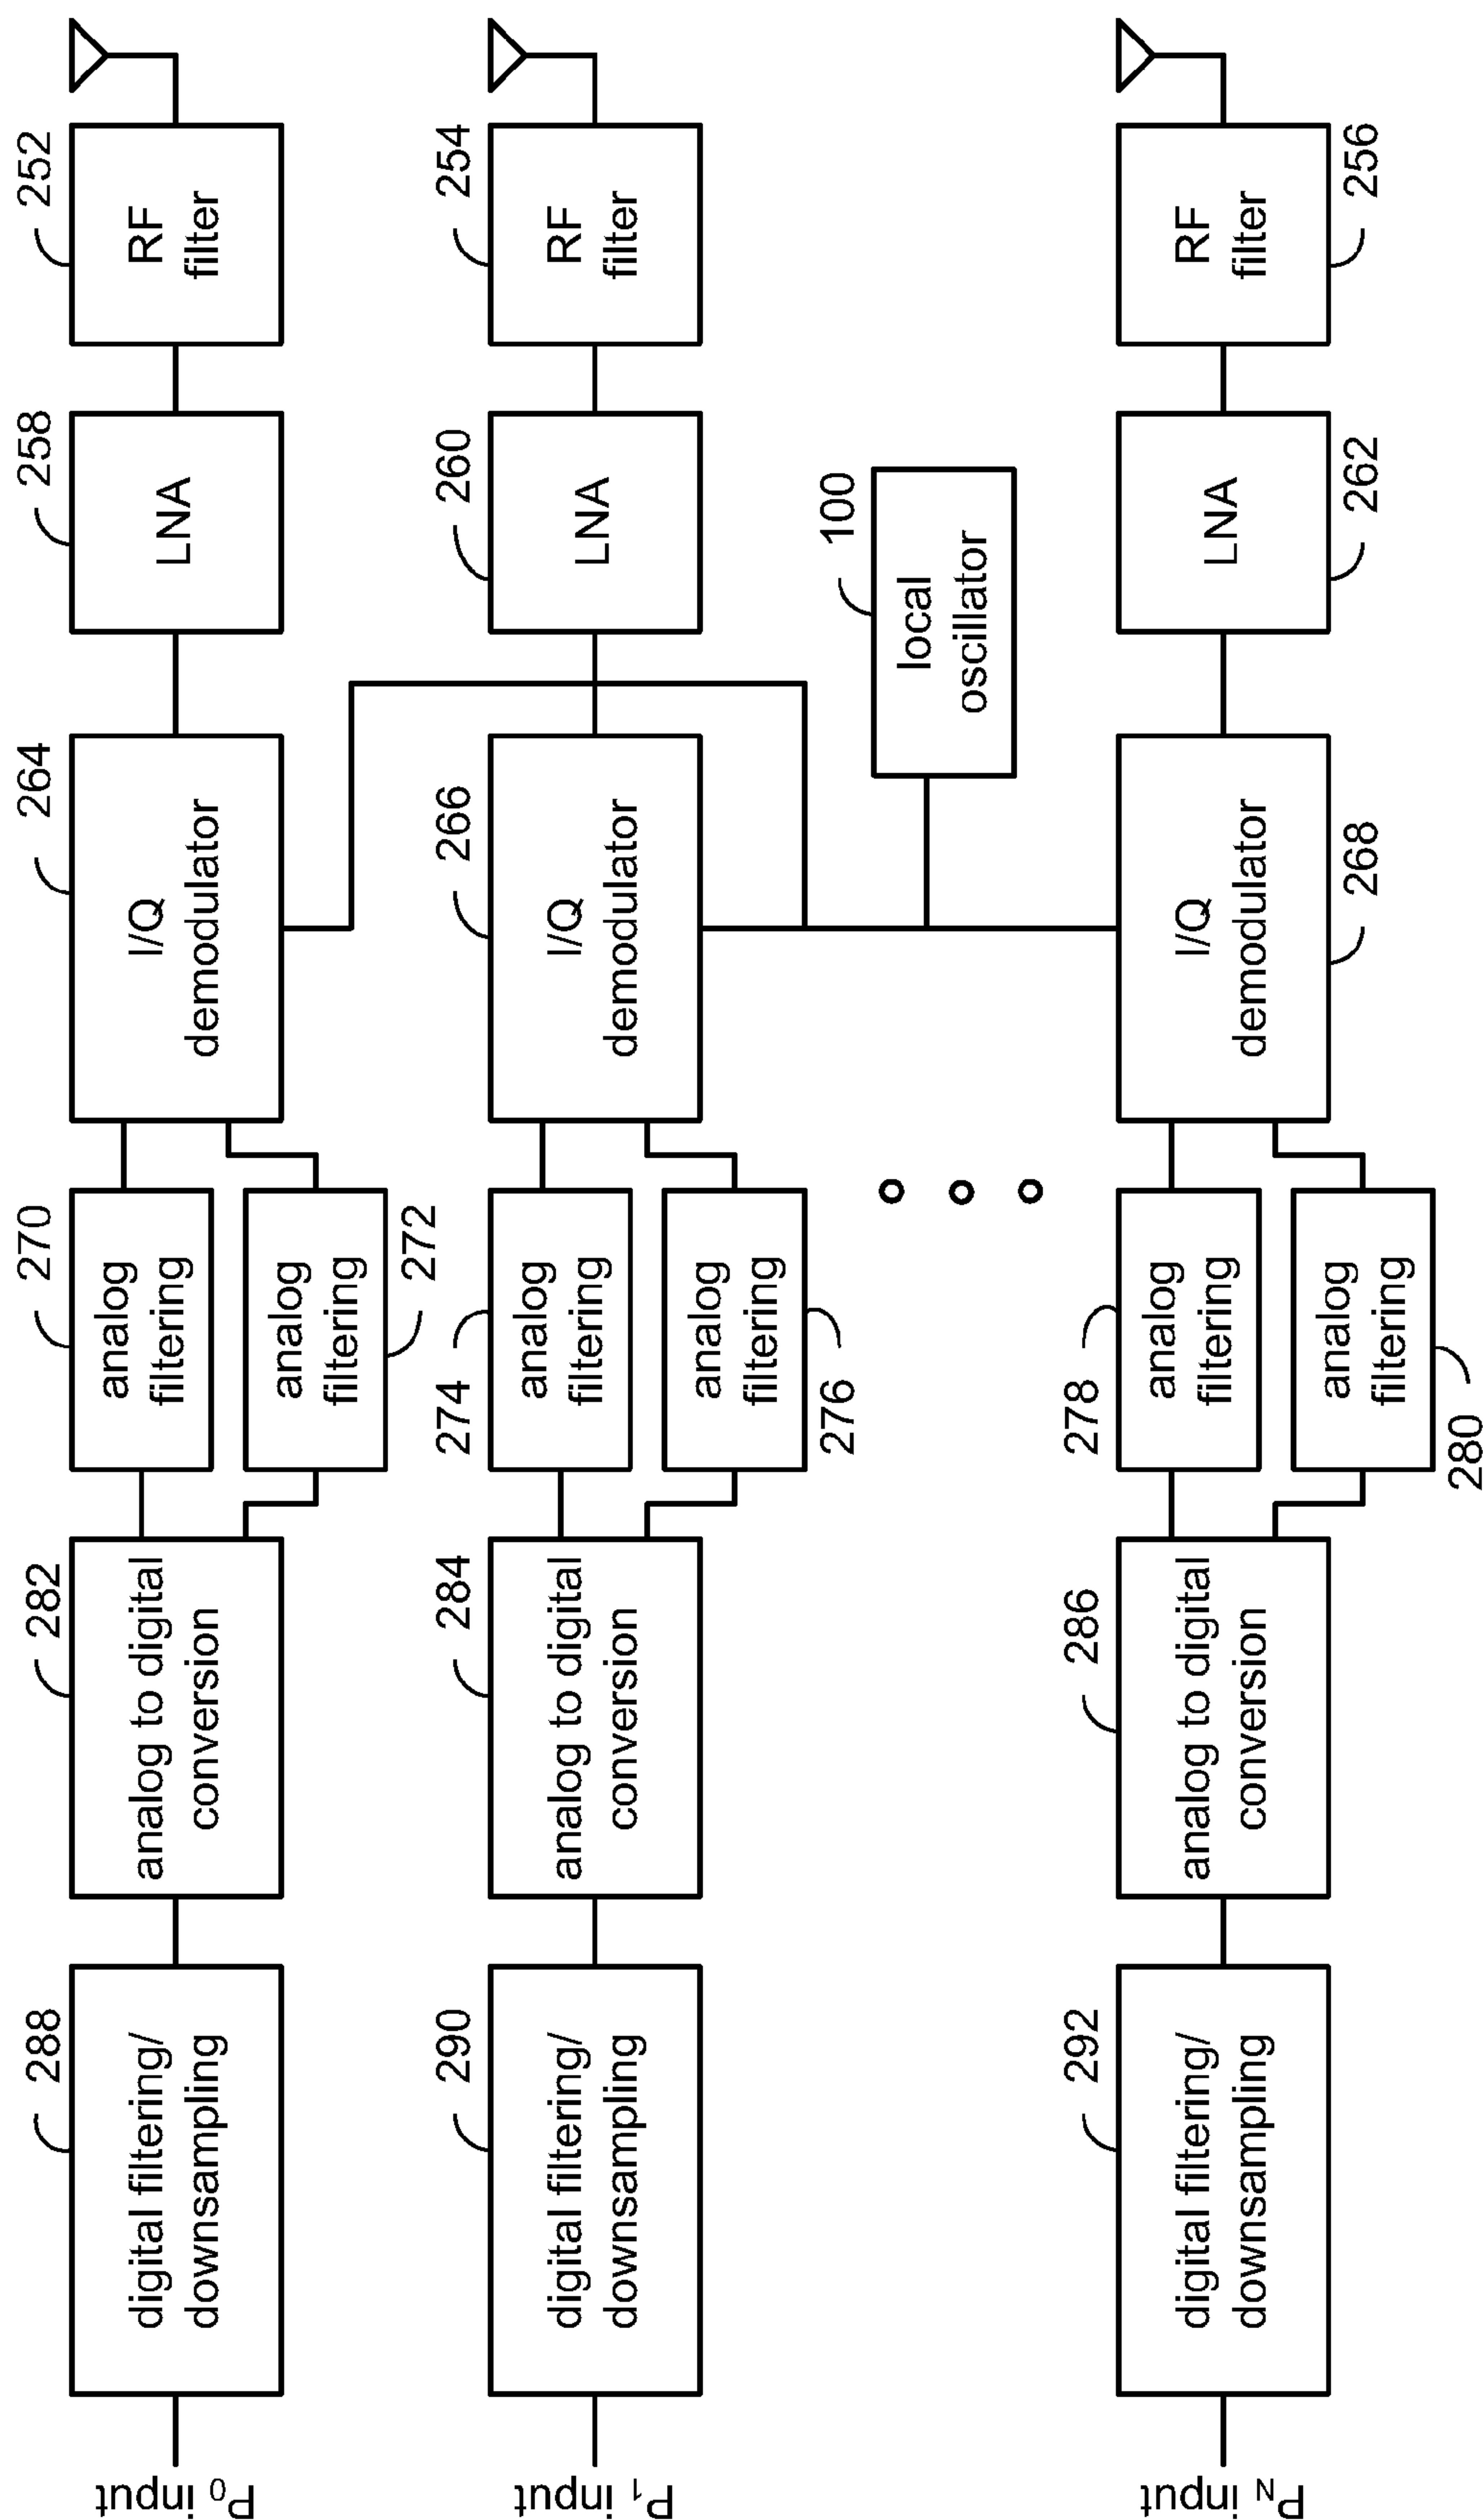 252
RF
filter
258
LNA
264
I/Q
demodulator
270
analog
filtering
analog
filtering
272
282
analog to digital
conversion
288
digital filtering/
downsampling
P0 input
254
RF
filter
260
LNA
266
I/Q
demodulator
274
analog
filtering
analog
filtering
276
284
analog to digital
conversion
290
digital filtering/
downsampling
P1 input
100
local
oscillator
RF
filter
256
LNA
262
I/Q
demodulator
268
278
analog
filtering
analog
filtering
280
286
analog to digital
conversion
292
digital filtering/
downsampling
PN input